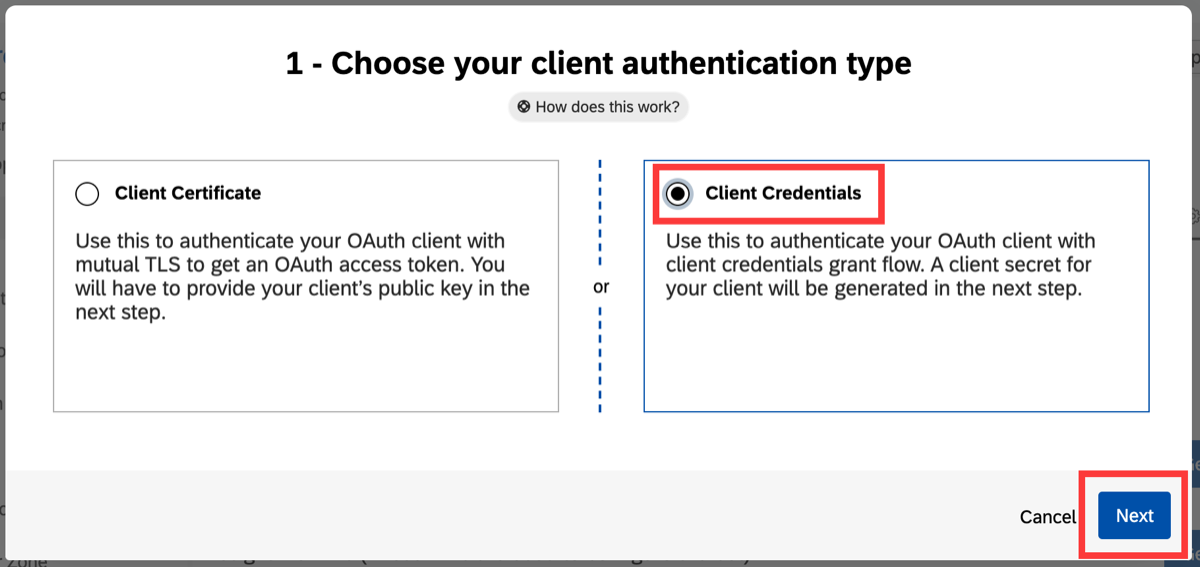 1 - Choose your client authentication type
How does this work?
Client Certificate
Use this to authenticate your OAuth client with
mutual TLS to get an OAuth access token. You
will have to provide your client’s public key in the
next step.
or
Client Credentials
Use this to authenticate your OAuth client with
client credentials grant flow. A client secret for
your client will be generated in the next step.
Cancel
Next